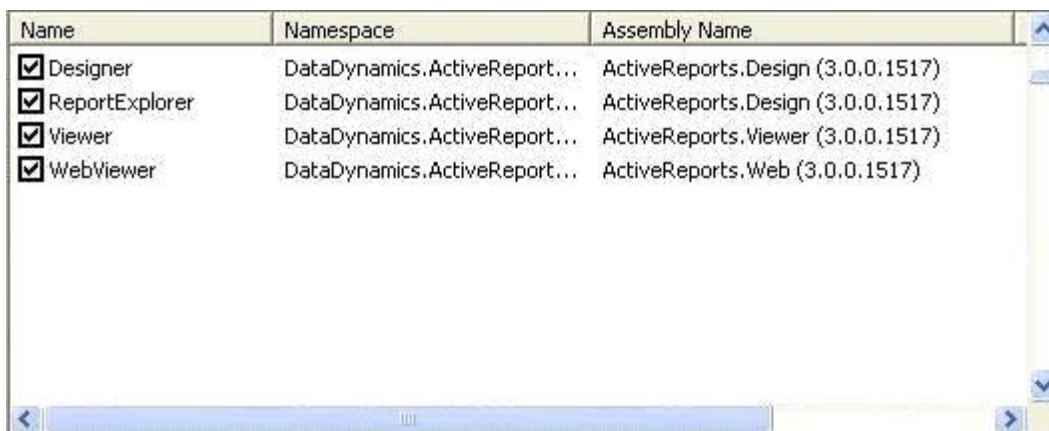 Name Namespace Assembly Name
Designer DataDynamics.ActiveReport... ActiveReports.Design (3.0.0.1517)
ReportExplorer DataDynamics.ActiveReport... ActiveReports.Design (3.0.0.1517)
Viewer DataDynamics.ActiveReport... ActiveReports.Viewer (3.0.0.1517)
WebViewer DataDynamics.ActiveReport... ActiveReports.Web (3.0.0.1517)